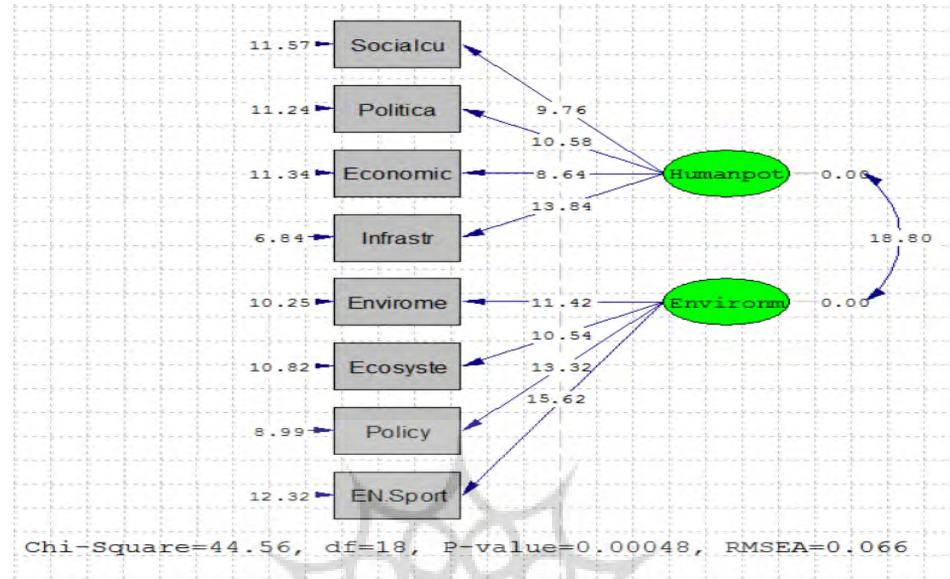 11.57 Socialcu
9.76
11.24 Politica
10.58
11.34 Economic 8.64 Humanpot 0.00
13.84
6.84 Infrastr 18.80
10.25 Envirome 11.42 Environm 0.00
10.54
10.82 Ecosyste 13.32
15.62
8.99 Policy
12.32 EN.Sport
Chi-Square=44.56, df=18, P-value=0.00048, RMSEA=0.066